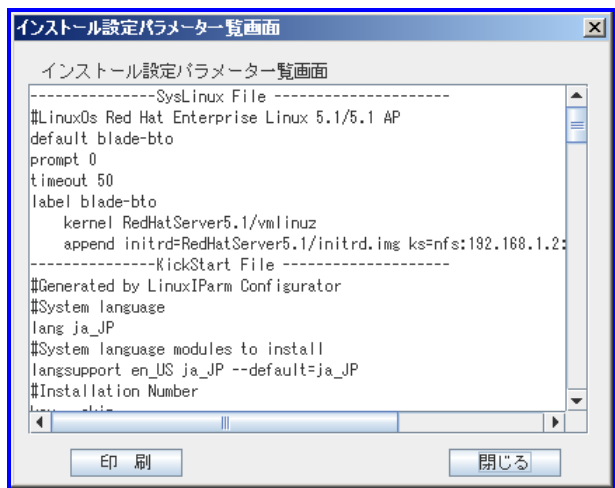 インストール設定パラメーター覧画面
インストール設定パラメーター覧画面
---------------SysLinux File ---------------------
#LinuxOs Red Hat Enterprise Linux 5.1/5.1 AP
default blade-bto
prompt 0
timeout 50
label blade-bto
kernel RedHatServer5.1/vmlinuz
append initrd=RedHatServer5.1/initrd.img ks=nfs:192.168.1.2:
---------------KickStart File --------------------
#Generated by LinuxIParm Configurator
#System language
lang ja_JP
#System language modules to install
langsupport en_US ja_JP --default=ja_JP
#Installation Number
印 刷
閉じる